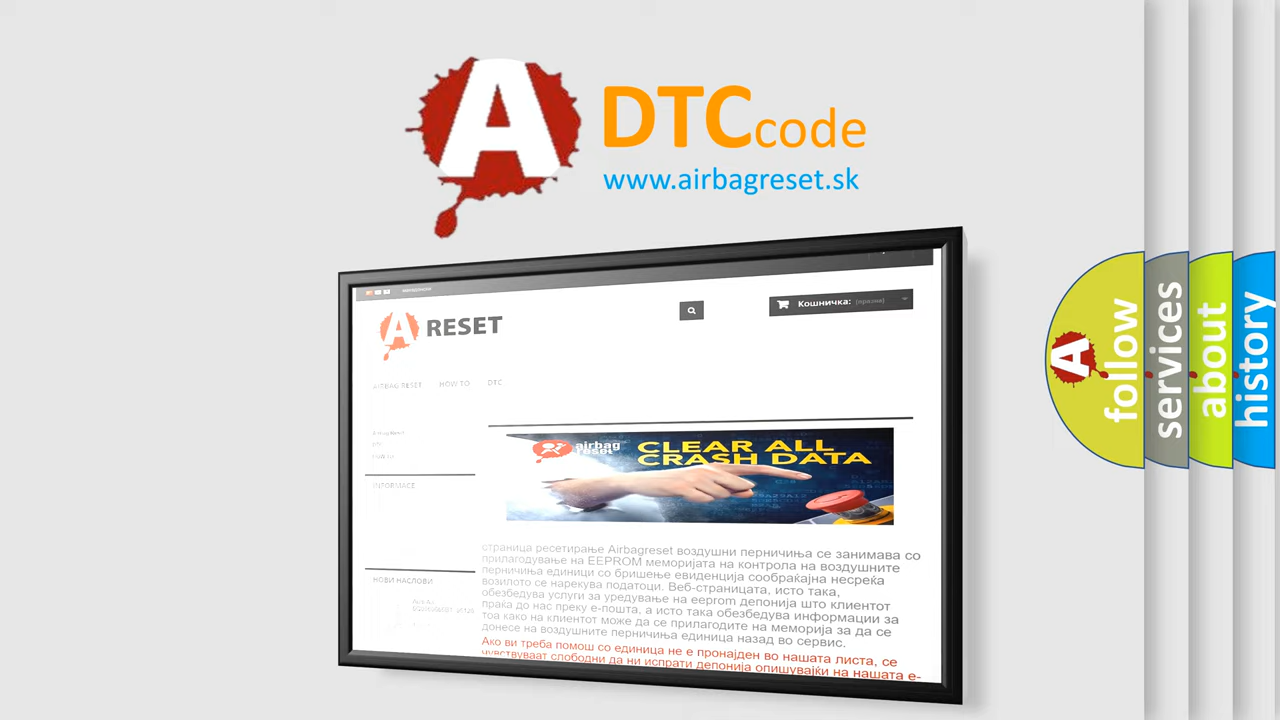 A
DTC code
www.airbagreset.sk
A RESET
Кошничка: (празни)
AIRBAG RESET HOW TO DTC
INFORMACE
airbag
reset
CLEAR ALL
CRASH DATA
страница ресетирање Airbagreset воздушни перничиња се занимава со
прилагодување на EEPROM меморијата на контрола на воздушните
перничиња единици со бришење евиденција сообраќајна несреќа
возилото се нарекува податоци. Веб-страницата, исто така,
обезбедува услуги за уредување на eeprom депонија што клиентот
праќа до нас преку е-пошта, а исто така обезбедува информации за
тоа како на клиентот може да се прилагодите на меморија за да се
донесе на воздушните перничиња единица назад во сервис.
Ако ви треба помош со единица не е пронајден во нашата листа, се
чувствуваат слободни да ни испрати депонија опишувајќи на нашата е-
НОВИ НАСЛОВИ
A
follow
services
about
history